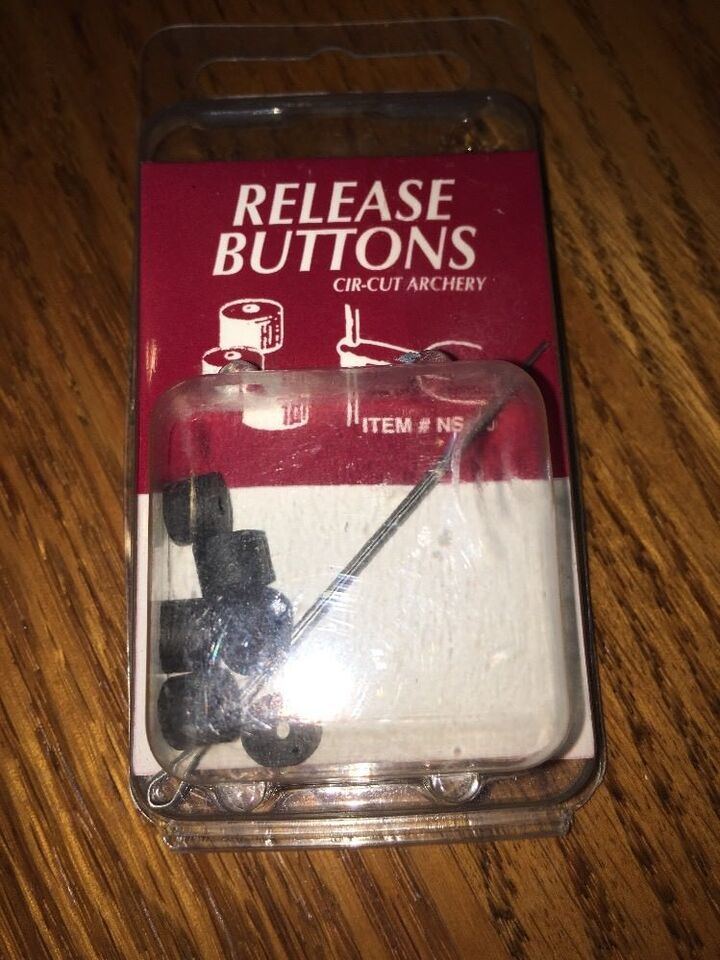 RELEASE
BUTTONS
CIR-CUT ARCHERY
ITEM #